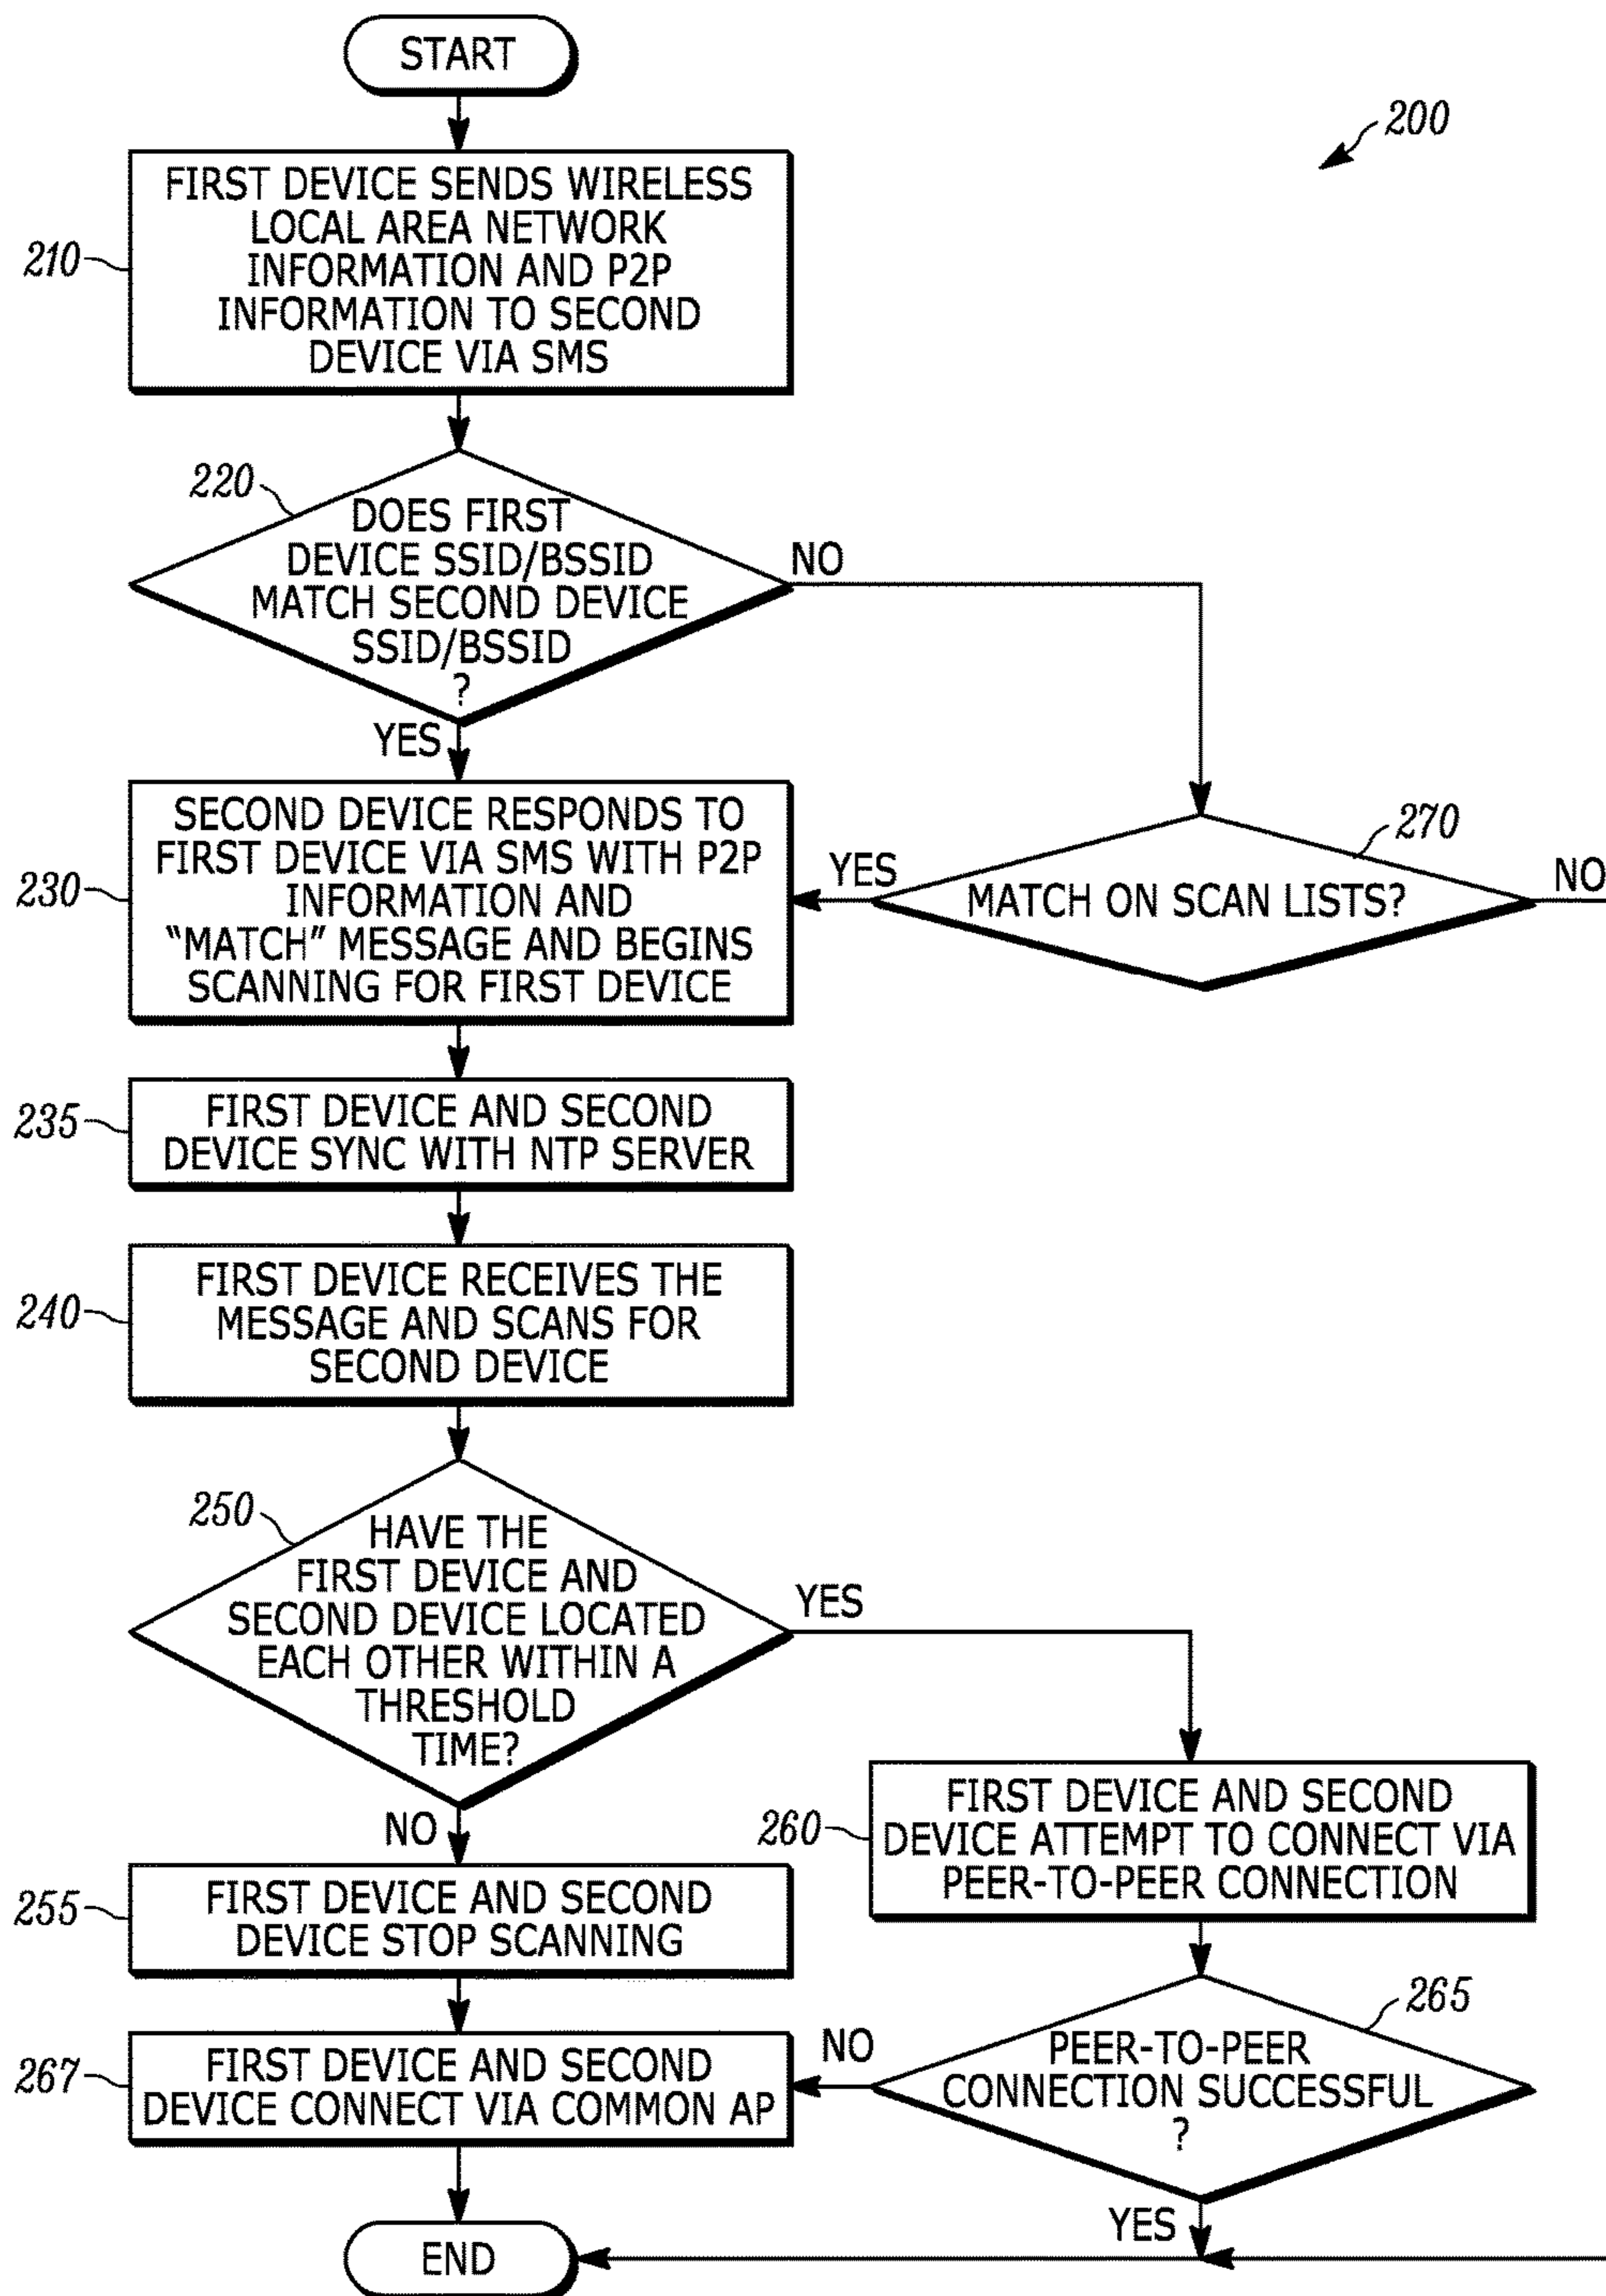 START
200
210
FIRST DEVICE SENDS WIRELESS
LOCAL AREA NETWORK
INFORMATION AND P2P
INFORMATION TO SECOND
DEVICE VIA SMS
220
DOES FIRST
DEVICE SSID/BSSID
MATCH SECOND DEVICE
SSID/BSSID
?
NO
YES
230
SECOND DEVICE RESPONDS TO
FIRST DEVICE VIA SMS WITH P2P
INFORMATION AND
“MATCH” MESSAGE AND BEGINS
SCANNING FOR FIRST DEVICE
YES
270
MATCH ON SCAN LISTS?
NO
235
FIRST DEVICE AND SECOND
DEVICE SYNC WITH NTP SERVER
240
FIRST DEVICE RECEIVES THE
MESSAGE AND SCANS FOR
SECOND DEVICE
250
HAVE THE
FIRST DEVICE AND
SECOND DEVICE LOCATED
EACH OTHER WITHIN A
THRESHOLD
TIME?
YES
NO
260
FIRST DEVICE AND SECOND
DEVICE ATTEMPT TO CONNECT VIA
PEER-TO-PEER CONNECTION
255
FIRST DEVICE AND SECOND
DEVICE STOP SCANNING
265
PEER-TO-PEER
CONNECTION SUCCESSFUL
?
NO
267
FIRST DEVICE AND SECOND
DEVICE CONNECT VIA COMMON AP
YES
END